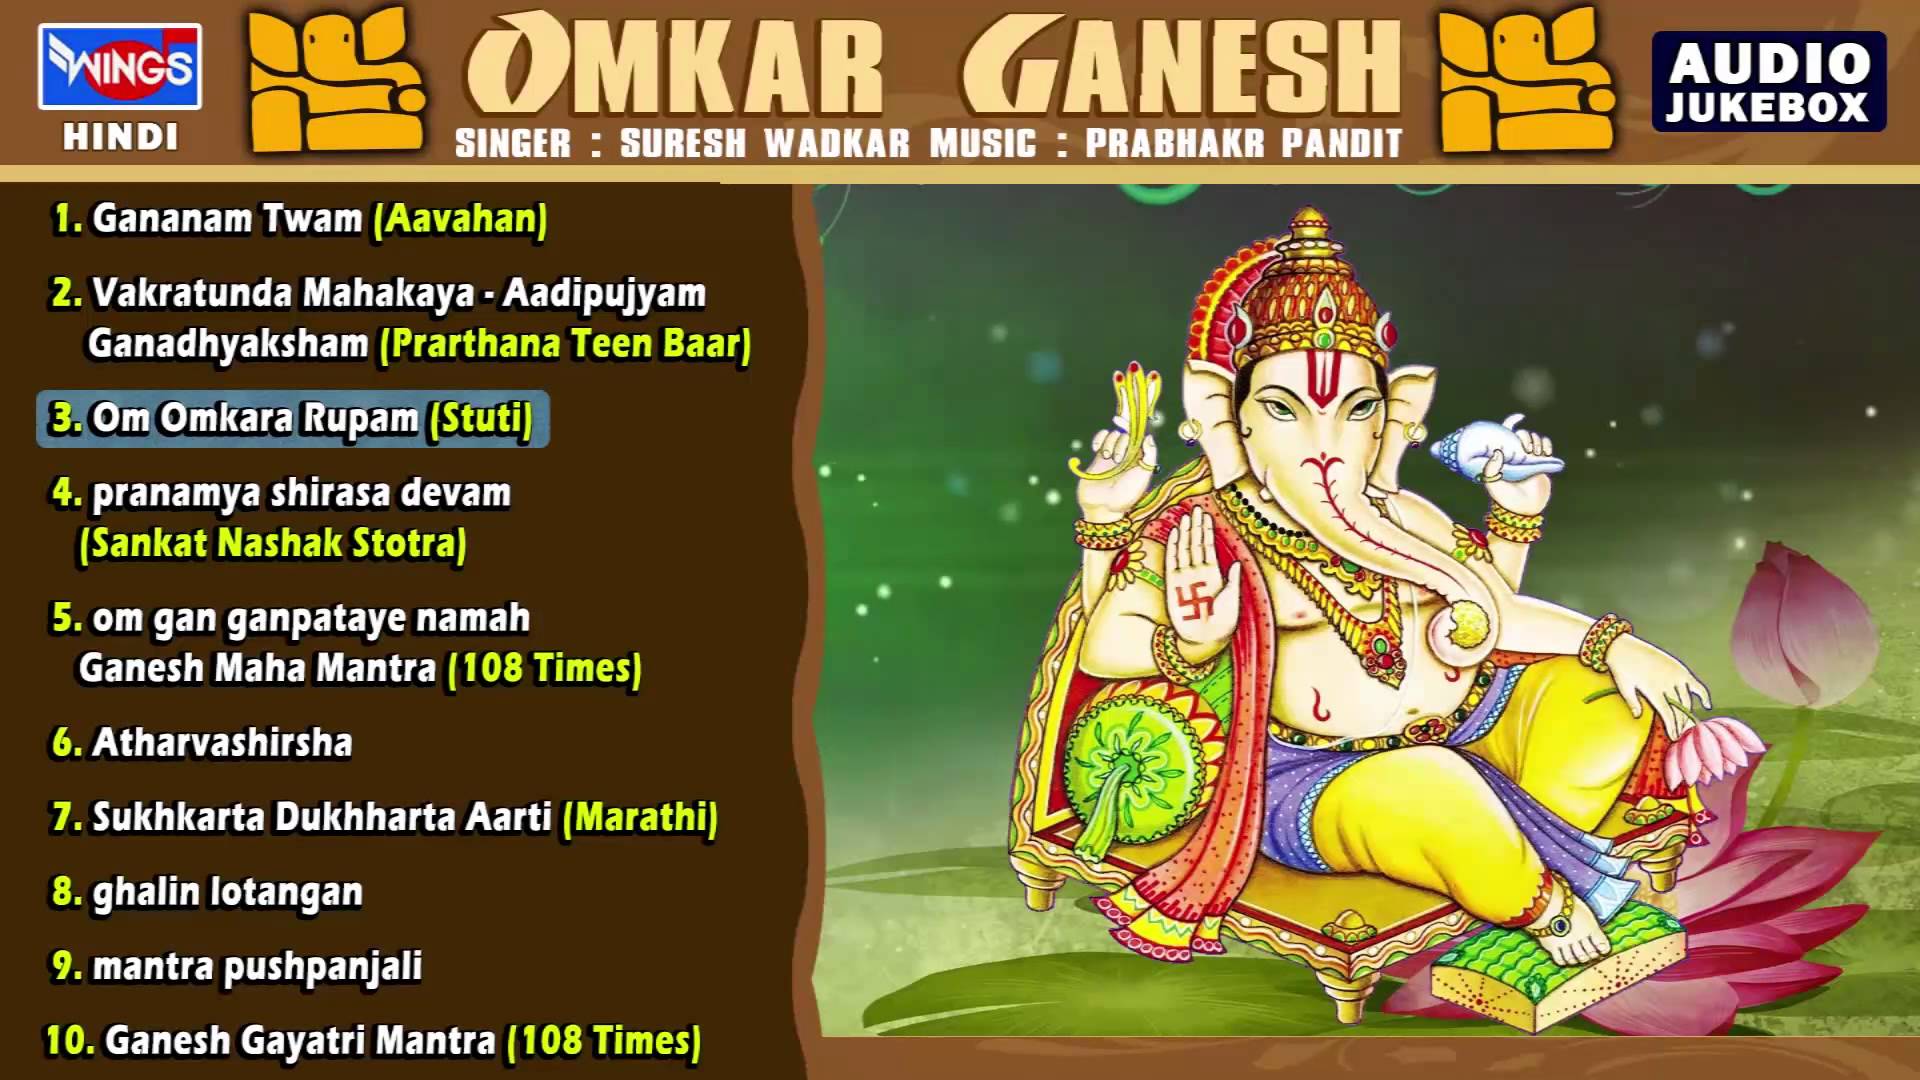 WINGS
HINDI
OMKAR GANESH
SINGER : SURESH WADKAR MUSIC : PRABHAKR PANDIT
AUDIO
JUKEBOX
1. Gananam Twam (Aavahan)
2. Vakratunda Mahakaya - Aadipujyam
Ganadhyaksham (Prarthana Teen Baar)
3. Om Omkara Rupam (Stuti)
4. pranamya shirasa devam
(Sankat Nashak Stotra)
5. om gan ganpataye namah
Ganesh Maha Mantra (108 Times)
6. Atharvashirsha
7. Sukhkarta Dukhharta Aarti (Marathi)
8. ghalin lotangan
9. mantra pushpanjali
10. Ganesh Gayatri Mantra (108 Times)